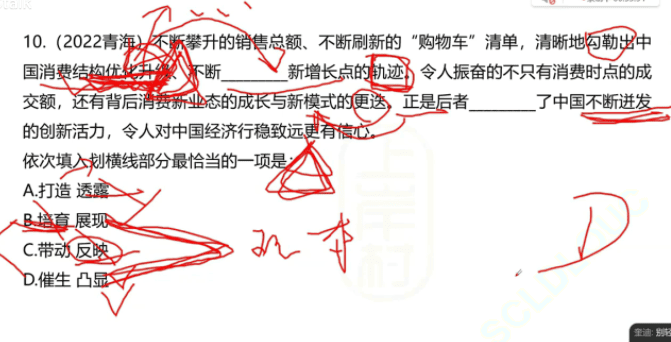 10.（2022青海）不断攀升的销售总额、不断刷新的“购物车”清单，清晰地勾勒出中
国消费结构优化升级、不断________新增长点的轨迹。令人振奋的不只有消费时点的成
交额，还有背后消费新业态的成长与新模式的更迭，正是后者________了中国不断迸发
的创新活力，令人对中国经济行稳致远更有信心。
依次填入划横线部分最恰当的一项是：
A.打造 透露
B.培育 展现
C.带动 反映
D.催生 凸显
D
上岸村